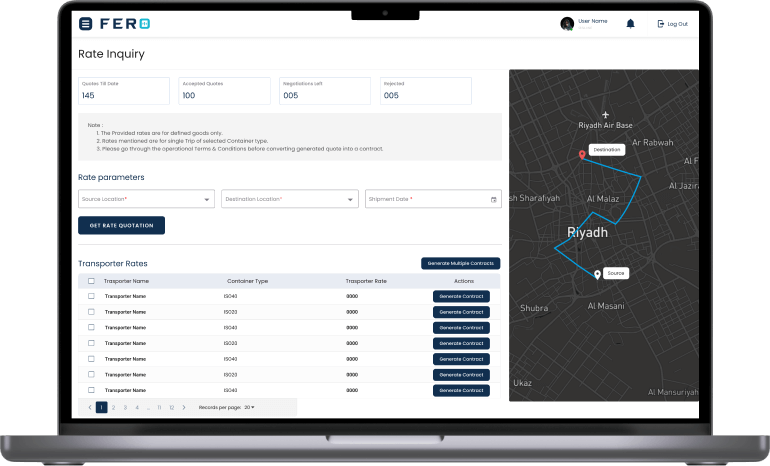 FERO
User Name
Log Out
Rate Inquiry
Quotes Till Date
145
Accepted Quotes
100
Negotiations Left
005
Rejected
005
Note :
1. The Provided rates are for defined goods only.
2. Rates mentioned are for single Trip of selected Container type.
3. Please go through the operational Terms & Conditions before converting generated quote into a contract.
Rate parameters
Source Location*
Destination Location*
Shipment Date *
GET RATE QUOTATION
Transporter Rates
Generate Multiple Contracts
Trasporter Name Container Type Trasporter Rate Actions
Transporter Name ISO40 0000 Generate Contract
Transporter Name ISO20 0000 Generate Contract
Transporter Name ISO40 0000 Generate Contract
Transporter Name ISO20 0000 Generate Contract
Transporter Name ISO40 0000 Generate Contract
Transporter Name ISO20 0000 Generate Contract
Transporter Name ISO40 0000 Generate Contract
< 1 2 3 4 ... 11 12 > Records per page: 20
Riyadh Air Base
Ar Rabwah
Destination
Al F
Al Jazir
sh Sharafiyah
Al Malaz
Riyadh
Source
Shubra
Al Masani
Ukaz
Al Mansuriyah